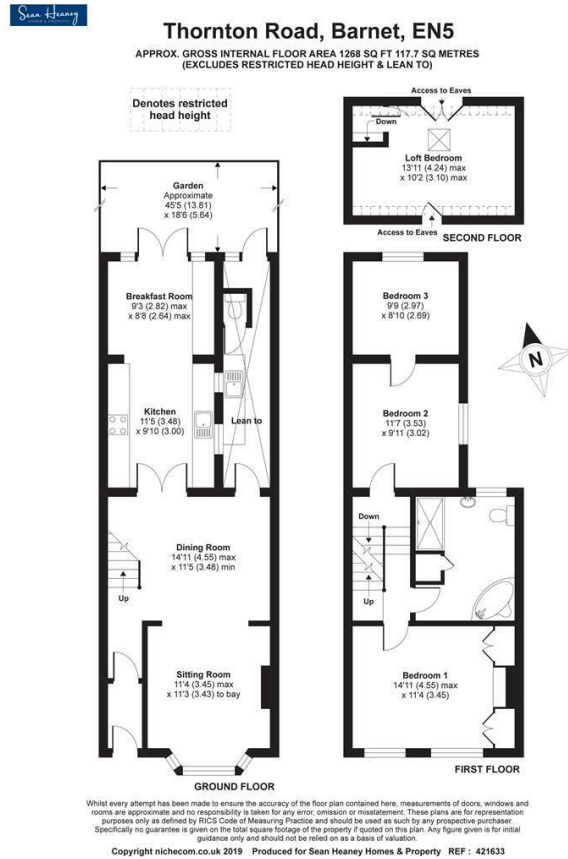 Sean Heaney
HOMES & PROPERTY
Thornton Road, Barnet, EN5
APPROX. GROSS INTERNAL FLOOR AREA 1268 SQ FT 117.7 SQ METRES
(EXCLUDES RESTRICTED HEAD HEIGHT & LEAN TO)
Denotes restricted
head height
Access to Eaves
Down
Loft Bedroom
13'11 (4.24) max
x 10'2 (3.10) max
Access to Eaves
SECOND FLOOR
Garden
Approximate
45'5 (13.81)
x 18'6 (5.64)
Breakfast Room
9'3 (2.82) max
x 8'8 (2.64) max
Kitchen
11'5 (3.48)
x 9'10 (3.00)
Lean to
Dining Room
14'11 (4.55) max
x 11'5 (3.48) min
Up
Sitting Room
11'4 (3.45) max
x 11'3 (3.43) to bay
GROUND FLOOR
Bedroom 3
9'9 (2.97)
x 8'10 (2.69)
N
Bedroom 2
11'7 (3.53)
x 9'11 (3.02)
Down
Up
Bedroom 1
14'11 (4.55) max
x 11'4 (3.45)
FIRST FLOOR
Whilst every attempt has been made to ensure the accuracy of the floor plan contained here, measurements of doors, windows and
rooms are approximate and no responsibility is taken for any error, omission or misstatement. These plans are for representation
purposes only as defined by RICS Code of Measuring Practice and should be used as such by any prospective purchaser.
Specifically no guarantee is given on the total square footage of the property if quoted on this plan. Any figure given is for initial
guidance only and should not be relied on as a basis of valuation.
Copyright nichecom.co.uk 2019 Produced for Sean Heaney Homes & Property REF : 421633